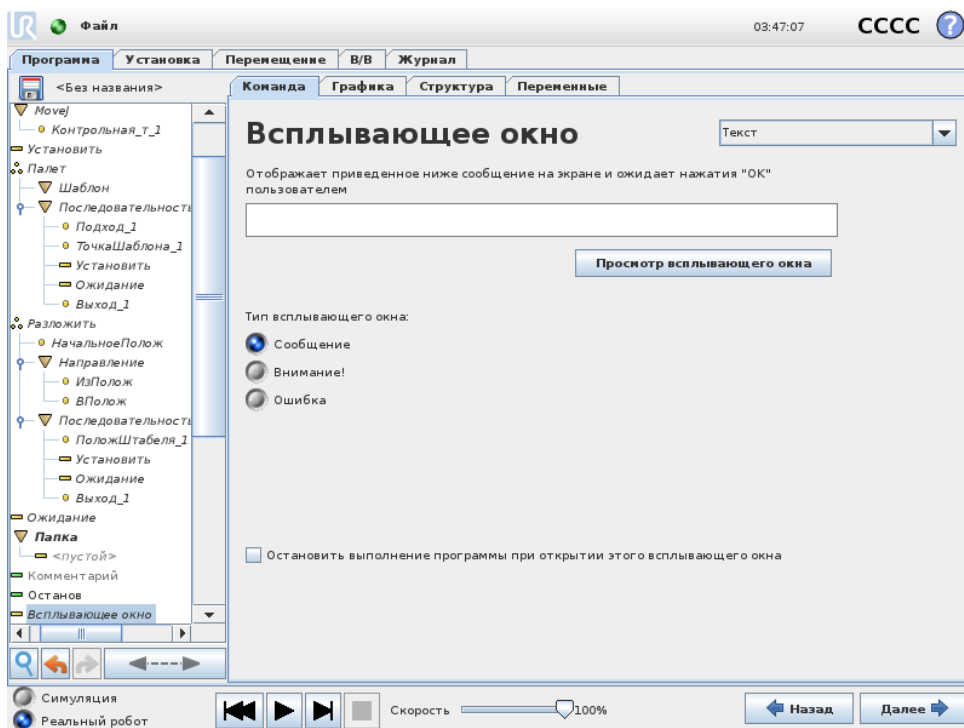 UR Файл 03:47:07 CCCC ?
Программа Установка Перемещение В/В Журнал
<Без названия> Команда Графика Структура Переменные
MoveJ
Контрольная_т_1
Установить
Палет
Шаблон
Последовательность
Подход_1
ТочкаШаблона_1
Установить
Ожидание
Выход_1
Разложить
НачальноеПолож
Направление
ИзПолож
ВПолож
Последовательность
ПоложШтабеля_1
Установить
Ожидание
Выход_1
Ожидание
Папка
<пустой>
Комментарий
Останов
Всплывающее окно
Всплывающее окно
Текст
Отображает приведенное ниже сообщение на экране и ожидает нажатия "ОК"
пользователем
Просмотр всплывающего окна
Тип всплывающего окна:
Сообщение
Внимание!
Ошибка
Остановить выполнение программы при открытии этого всплывающего окна
Симуляция
Реальный робот
Скорость 100%
Назад Далее